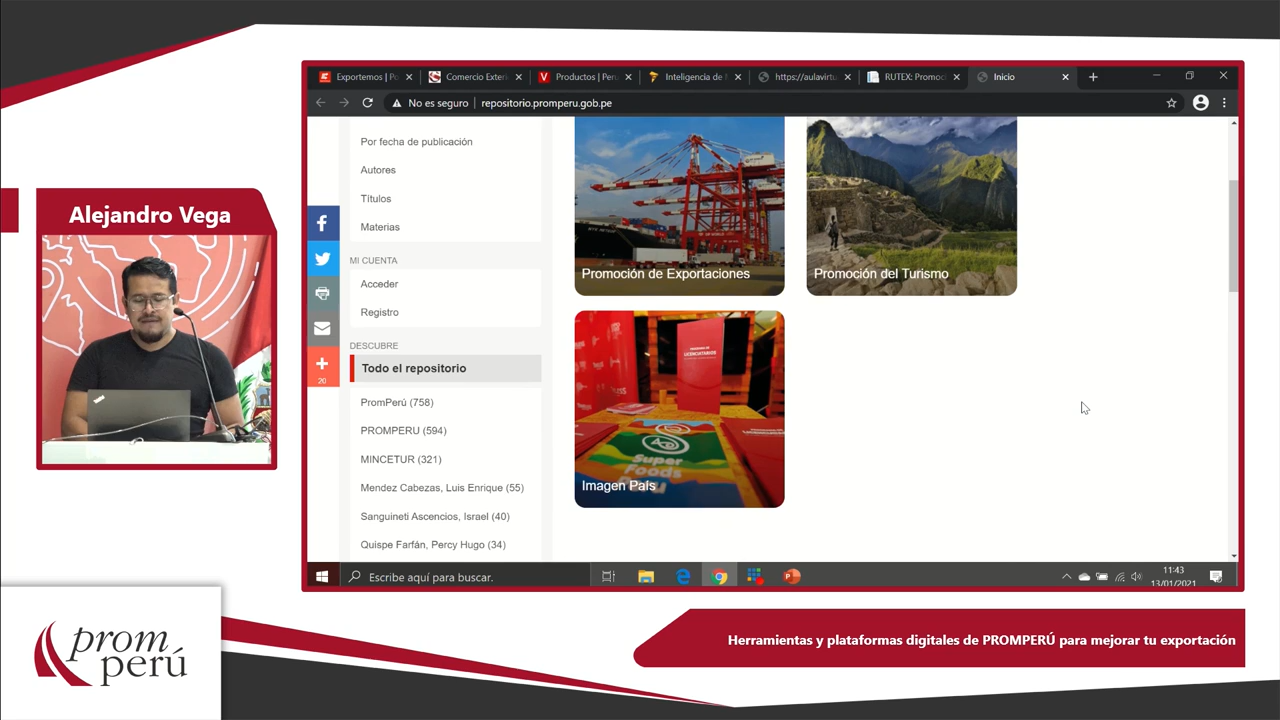 Alejandro Vega
prom
perú
Exportemos | Po
Comercio Exteri
Productos | Peru
Inteligencia de M
https://aulavirtu
RUTEX: Promoc
Inicio
No es seguro
repositorio.promperu.gob.pe
Por fecha de publicación
Autores
Títulos
Materias
MI CUENTA
Acceder
Registro
DESCUBRE
Todo el repositorio
PromPerú (758)
PROMPERU (594)
MINCETUR (321)
Mendez Cabezas, Luis Enrique (55)
Sanguineti Ascencios, Israel (40)
Quispe Farfán, Percy Hugo (34)
20
Promoción de Exportaciones
Promoción del Turismo
LICENCIATARIOS
Super
Foods
Imagen País
Escribe aquí para buscar.
11:43
13/01/2021
Herramientas y plataformas digitales de PROMPERÚ para mejorar tu exportación